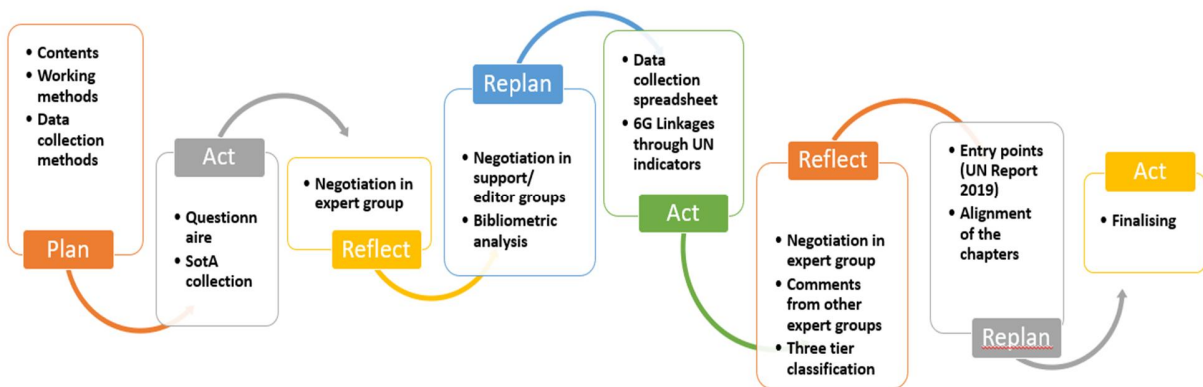 • Contents
• Working
methods
• Data
collection
methods
Plan
Act
• Questionn
aire
• SotA
collection
• Negotiation in
expert group
Reflect
Replan
• Negotiation in
support/
editor groups
• Bibliometric
analysis
• Data
collection
spreadsheet
• 6G Linkages
through UN
indicators
Act
Reflect
• Negotiation in
expert group
• Comments
from other
expert groups
• Three tier
classification
• Entry points
(UN Report
2019)
• Alignment
of the
chapters
Replan
Act
• Finalising